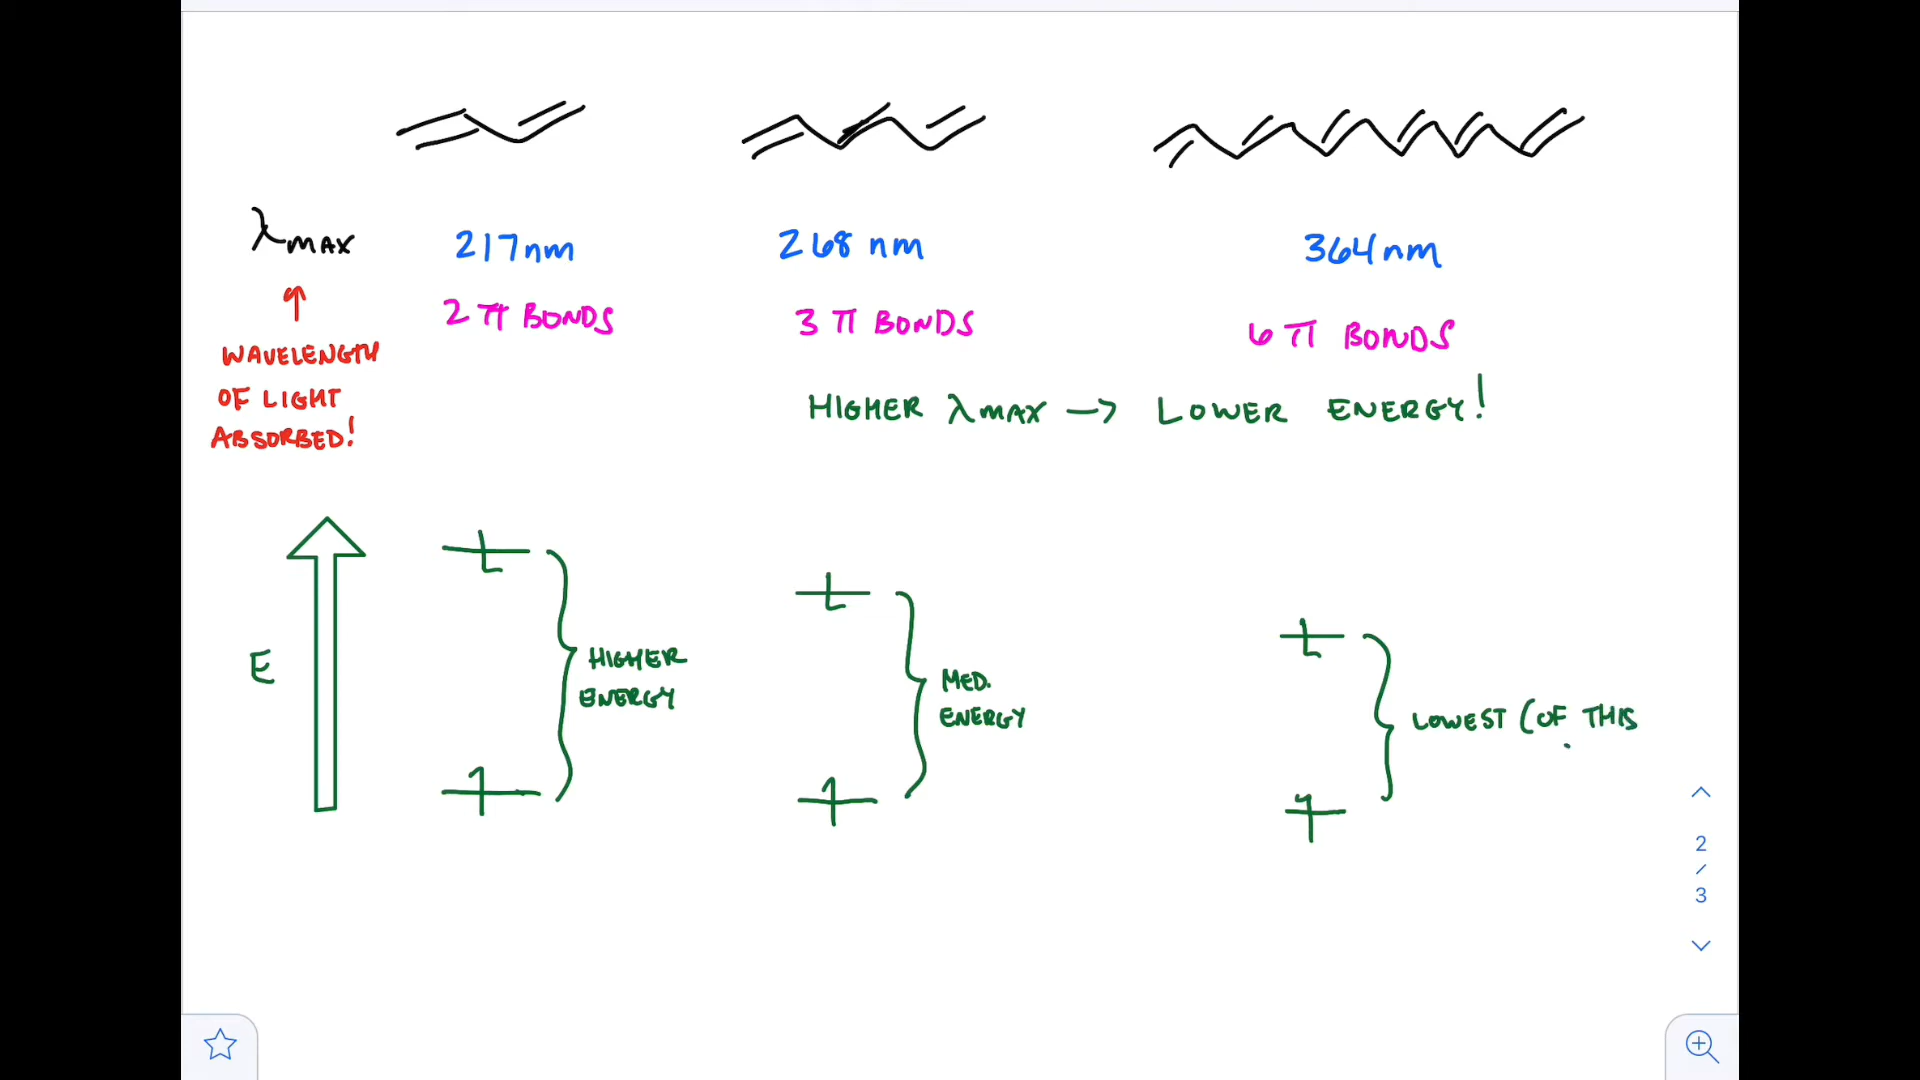 λMAX
217nm
268 nm
364nm
2 π BONDS
3 π BONDS
6 π BONDS
WAVELENGTH
OF LIGHT
ABSORBED!
HIGHER λMAX → LOWER ENERGY!
E
HIGHER
ENERGY
MED.
ENERGY
LOWEST (OF THIS
2
/
3